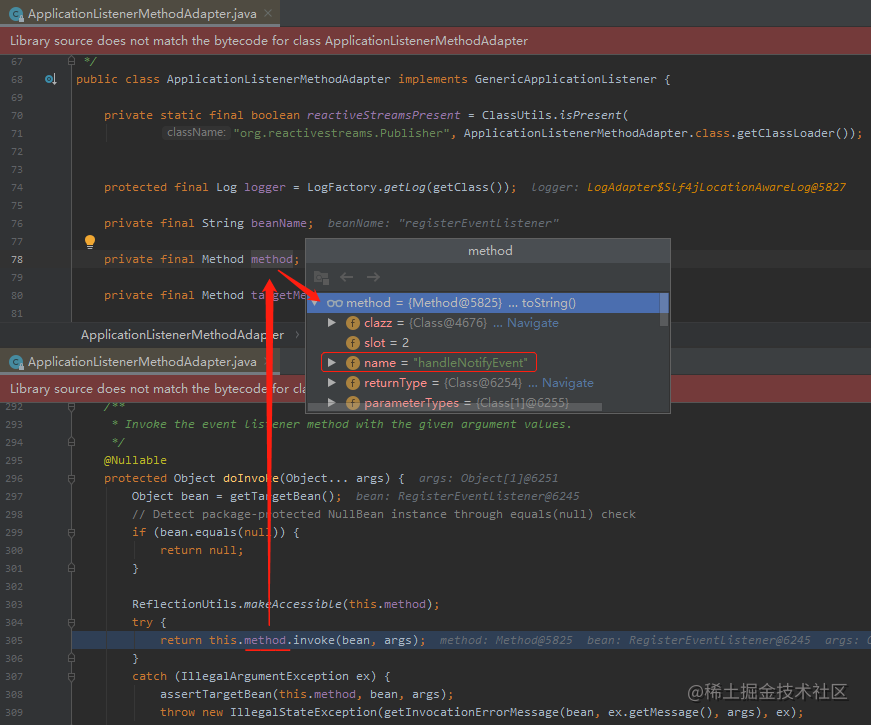 ApplicationListenerMethodAdapter.java
Library source does not match the bytecode for class ApplicationListenerMethodAdapter
67 */
68 public class ApplicationListenerMethodAdapter implements GenericApplicationListener {
69
70 private static final boolean reactiveStreamsPresent = ClassUtils.isPresent(
71 className: "org.reactivestreams.Publisher", ApplicationListenerMethodAdapter.class.getClassLoader());
72
73
74 protected final Log logger = LogFactory.getLog(getClass()); logger: LogAdapter$Slf4jLocationAwareLog@5827
75
76 private final String beanName; beanName: "registerEventListener"
77
78 private final Method method;
79
80 private final Method targetMe
81
method
method = {Method@5825} ... toString()
clazz = {Class@4676} ... Navigate
slot = 2
name = "handleNotifyEvent"
returnType = {Class@6254} ... Navigate
parameterTypes = {Class[1]@6255}
ApplicationListenerMethodAdapter
ApplicationListenerMethodAdapter.java
Library source does not match the bytecode for cla
292 /**
293 * Invoke the event listener method with the given argument values.
294 */
295 @Nullable
296 protected Object doInvoke(Object... args) { args: Object[1]@6251
297 Object bean = getTargetBean(); bean: RegisterEventListener@6245
298 // Detect package-protected NullBean instance through equals(null) check
299 if (bean.equals(null)) {
300 return null;
301 }
302
303 ReflectionUtils.makeAccessible(this.method);
304 try {
305 return this.method.invoke(bean, args); method: Method@5825 bean: RegisterEventListener@6245 args: O
306 }
307 catch (IllegalArgumentException ex) {
308 assertTargetBean(this.method, bean, args);
309 throw new IllegalStateException(getInvocationErrorMessage(bean, ex.getMessage(), args), ex);
@稀土掘金技术社区